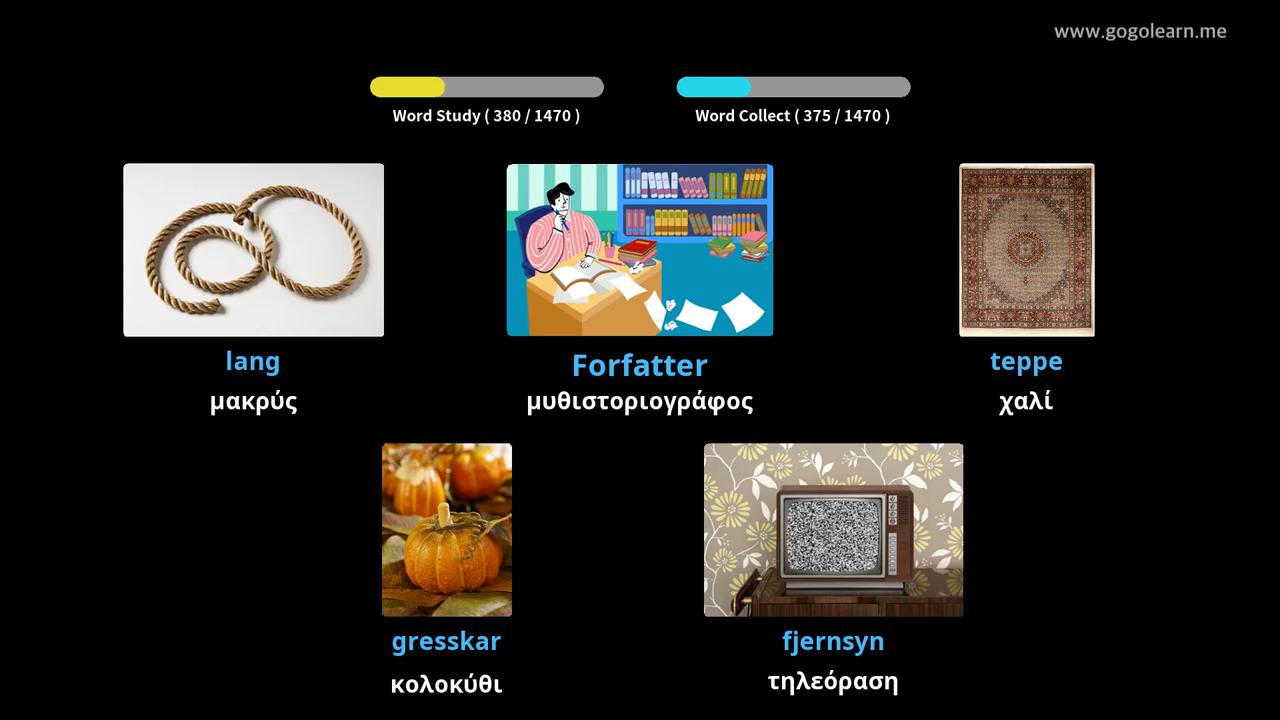 www.gogolearn.me
Word Study ( 380 / 1470 )
Word Collect ( 375 / 1470 )
lang
μακρύς
Forfatter
μυθιστοριογράφος
teppe
χαλί
gresskar
κολοκύθι
fjernsyn
τηλεόραση